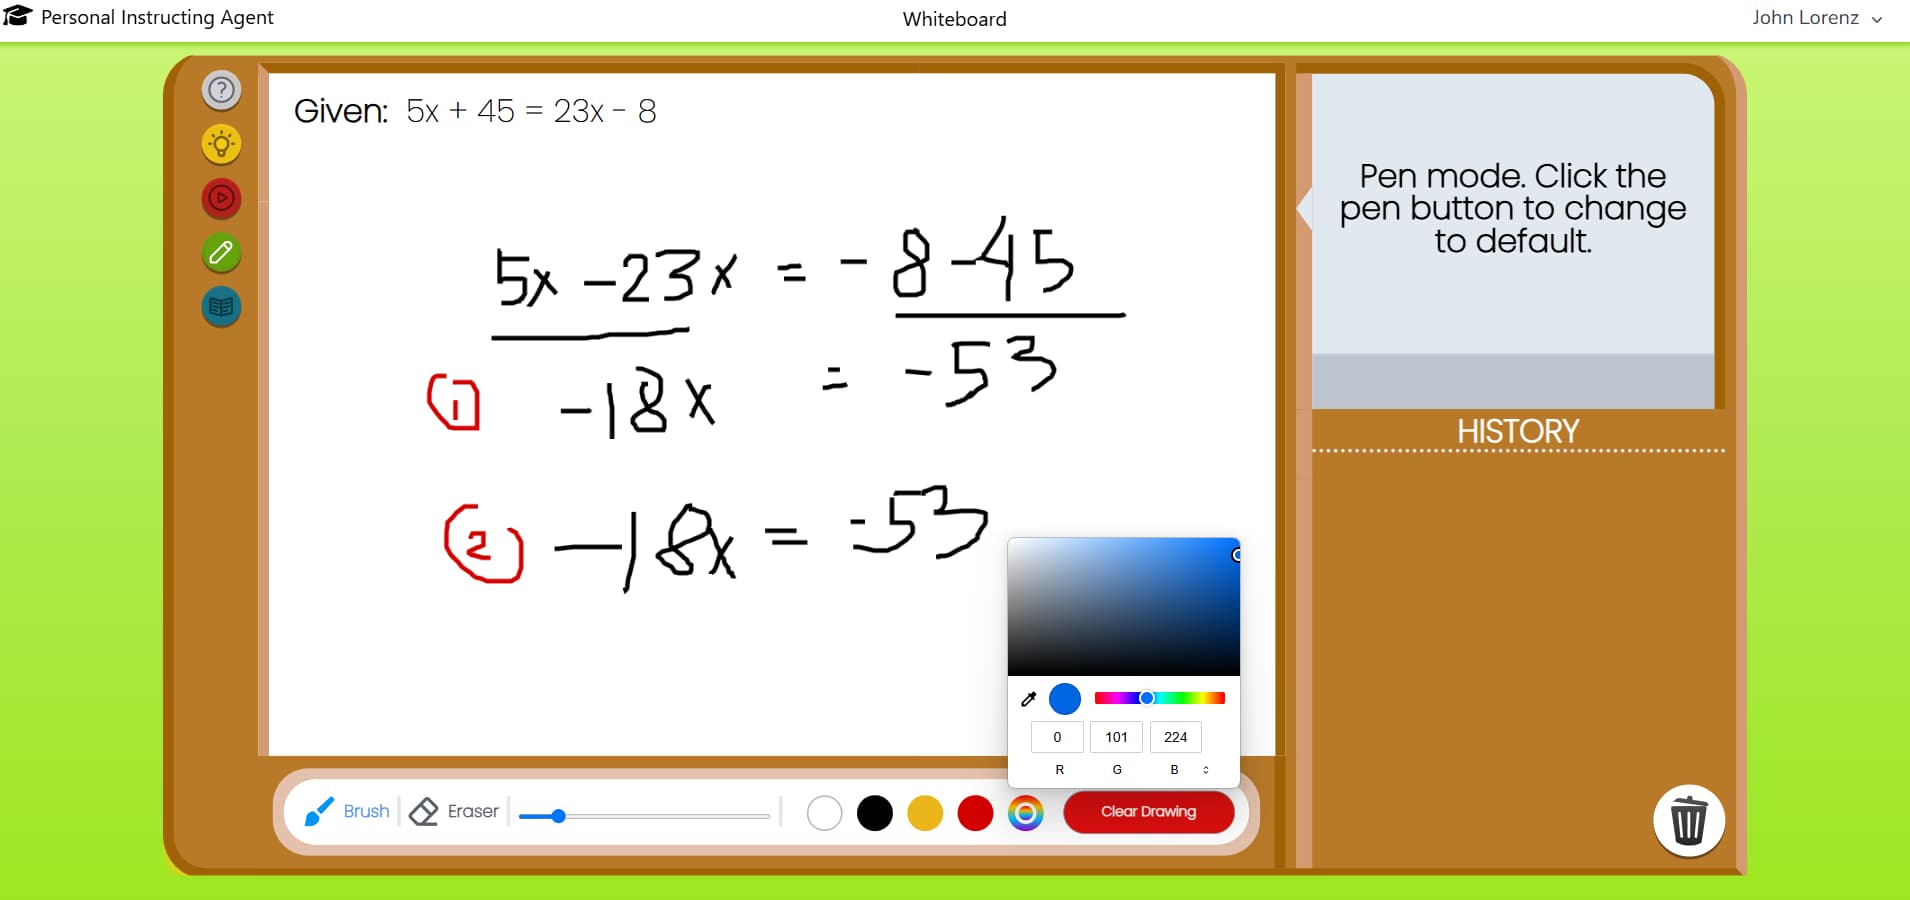 Personal Instructing Agent
Whiteboard
John Lorenz
Given: 5x + 45 = 23x - 8
5x - 23x = - 8 - 45
① -18x = -53
② -18x = -53
Pen mode. Click the
pen button to change
to default.
HISTORY
0 101 224
R G B
Brush
Eraser
Clear Drawing